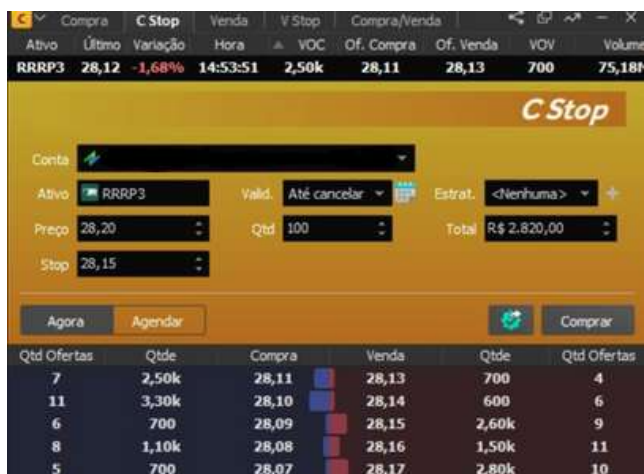 C Compra C Stop Venda V Stop Compra/Venda
Ativo Último Variação Hora VOC Of. Compra Of. Venda VOV Volume
RRRP3 28,12 -1,68% 14:53:51 2,50k 28,11 28,13 700 75,18M
C Stop
Conta
Ativo RRRP3 Valid. Até cancelar Estrat. <Nenhuma>
Preço 28,20 Qtd 100 Total R$ 2.820,00
Stop 28,15
Agora Agendar Comprar
Qtd Ofertas Qtde Compra Venda Qtde Qtd Ofertas
7 2,50k 28,11 28,13 700 4
11 3,30k 28,10 28,14 600 6
6 700 28,09 28,15 2,60k 9
8 1,10k 28,08 28,16 1,50k 11
5 700 28,07 28,17 2,80k 10